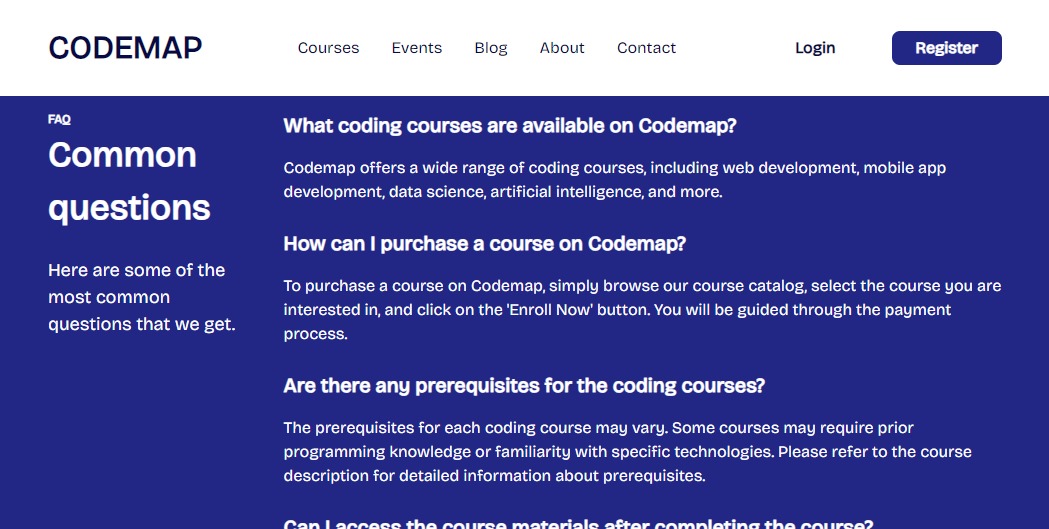 CODEMAP
Courses
Events
Blog
About
Contact
Login
Register
FAQ
Common
questions
Here are some of the
most common
questions that we get.
What coding courses are available on Codemap?
Codemap offers a wide range of coding courses, including web development, mobile app
development, data science, artificial intelligence, and more.
How can I purchase a course on Codemap?
To purchase a course on Codemap, simply browse our course catalog, select the course you are
interested in, and click on the 'Enroll Now' button. You will be guided through the payment
process.
Are there any prerequisites for the coding courses?
The prerequisites for each coding course may vary. Some courses may require prior
programming knowledge or familiarity with specific technologies. Please refer to the course
description for detailed information about prerequisites.
Can I access the course materials after completing the course?